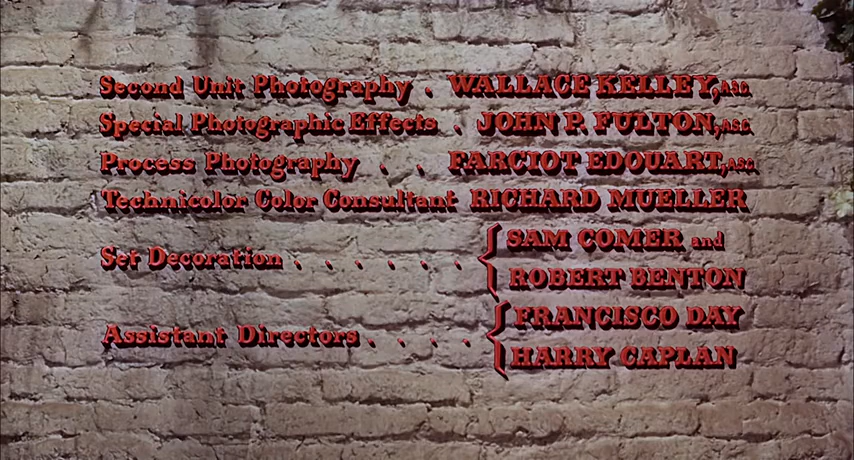 Second Unit Photography . WALLACE KELLEY, A.S.C.
Special Photographic Effects . JOHN P. FULTON, A.S.C.
Process Photography . . FARCIOT EDOUART, A.S.C.
Technicolor Color Consultant RICHARD MUELLER
Set Decoration . . . . . . SAM COMER and
ROBERT BENTON
Assistant Directors . . . . FRANCISCO DAY
HARRY CAPLAN